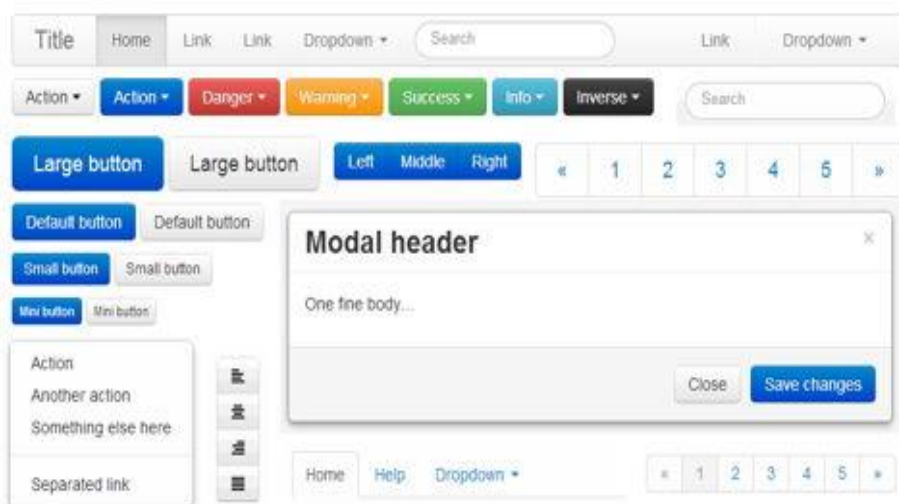 Title Home Link Link Dropdown Search Link Dropdown
Action Action Danger Warning Success Info Inverse Search
Large button Large button Left Middle Right « 1 2 3 4 5 »
Default button Default button
Modal header ×
Small button Small button
One fine body...
Mini button Mini button
Action
Another action
Something else here
Separated link
Close Save changes
Home Help Dropdown « 1 2 3 4 5 »